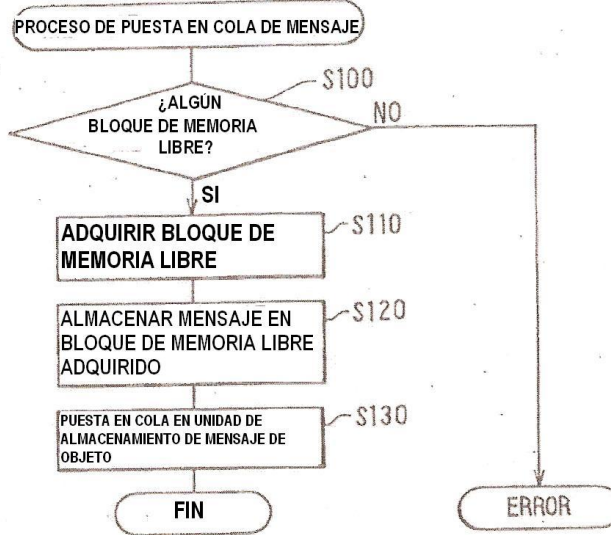 PROCESO DE PUESTA EN COLA DE MENSAJE
S100
¿ALGÚN
BLOQUE DE MEMORIA
LIBRE?
NO
SI
ADQUIRIR BLOQUE DE
MEMORIA LIBRE
S110
ALMACENAR MENSAJE EN
BLOQUE DE MEMORIA LIBRE
ADQUIRIDO
S120
PUESTA EN COLA EN UNIDAD DE
ALMACENAMIENTO DE MENSAJE DE
OBJETO
S130
FIN
ERROR